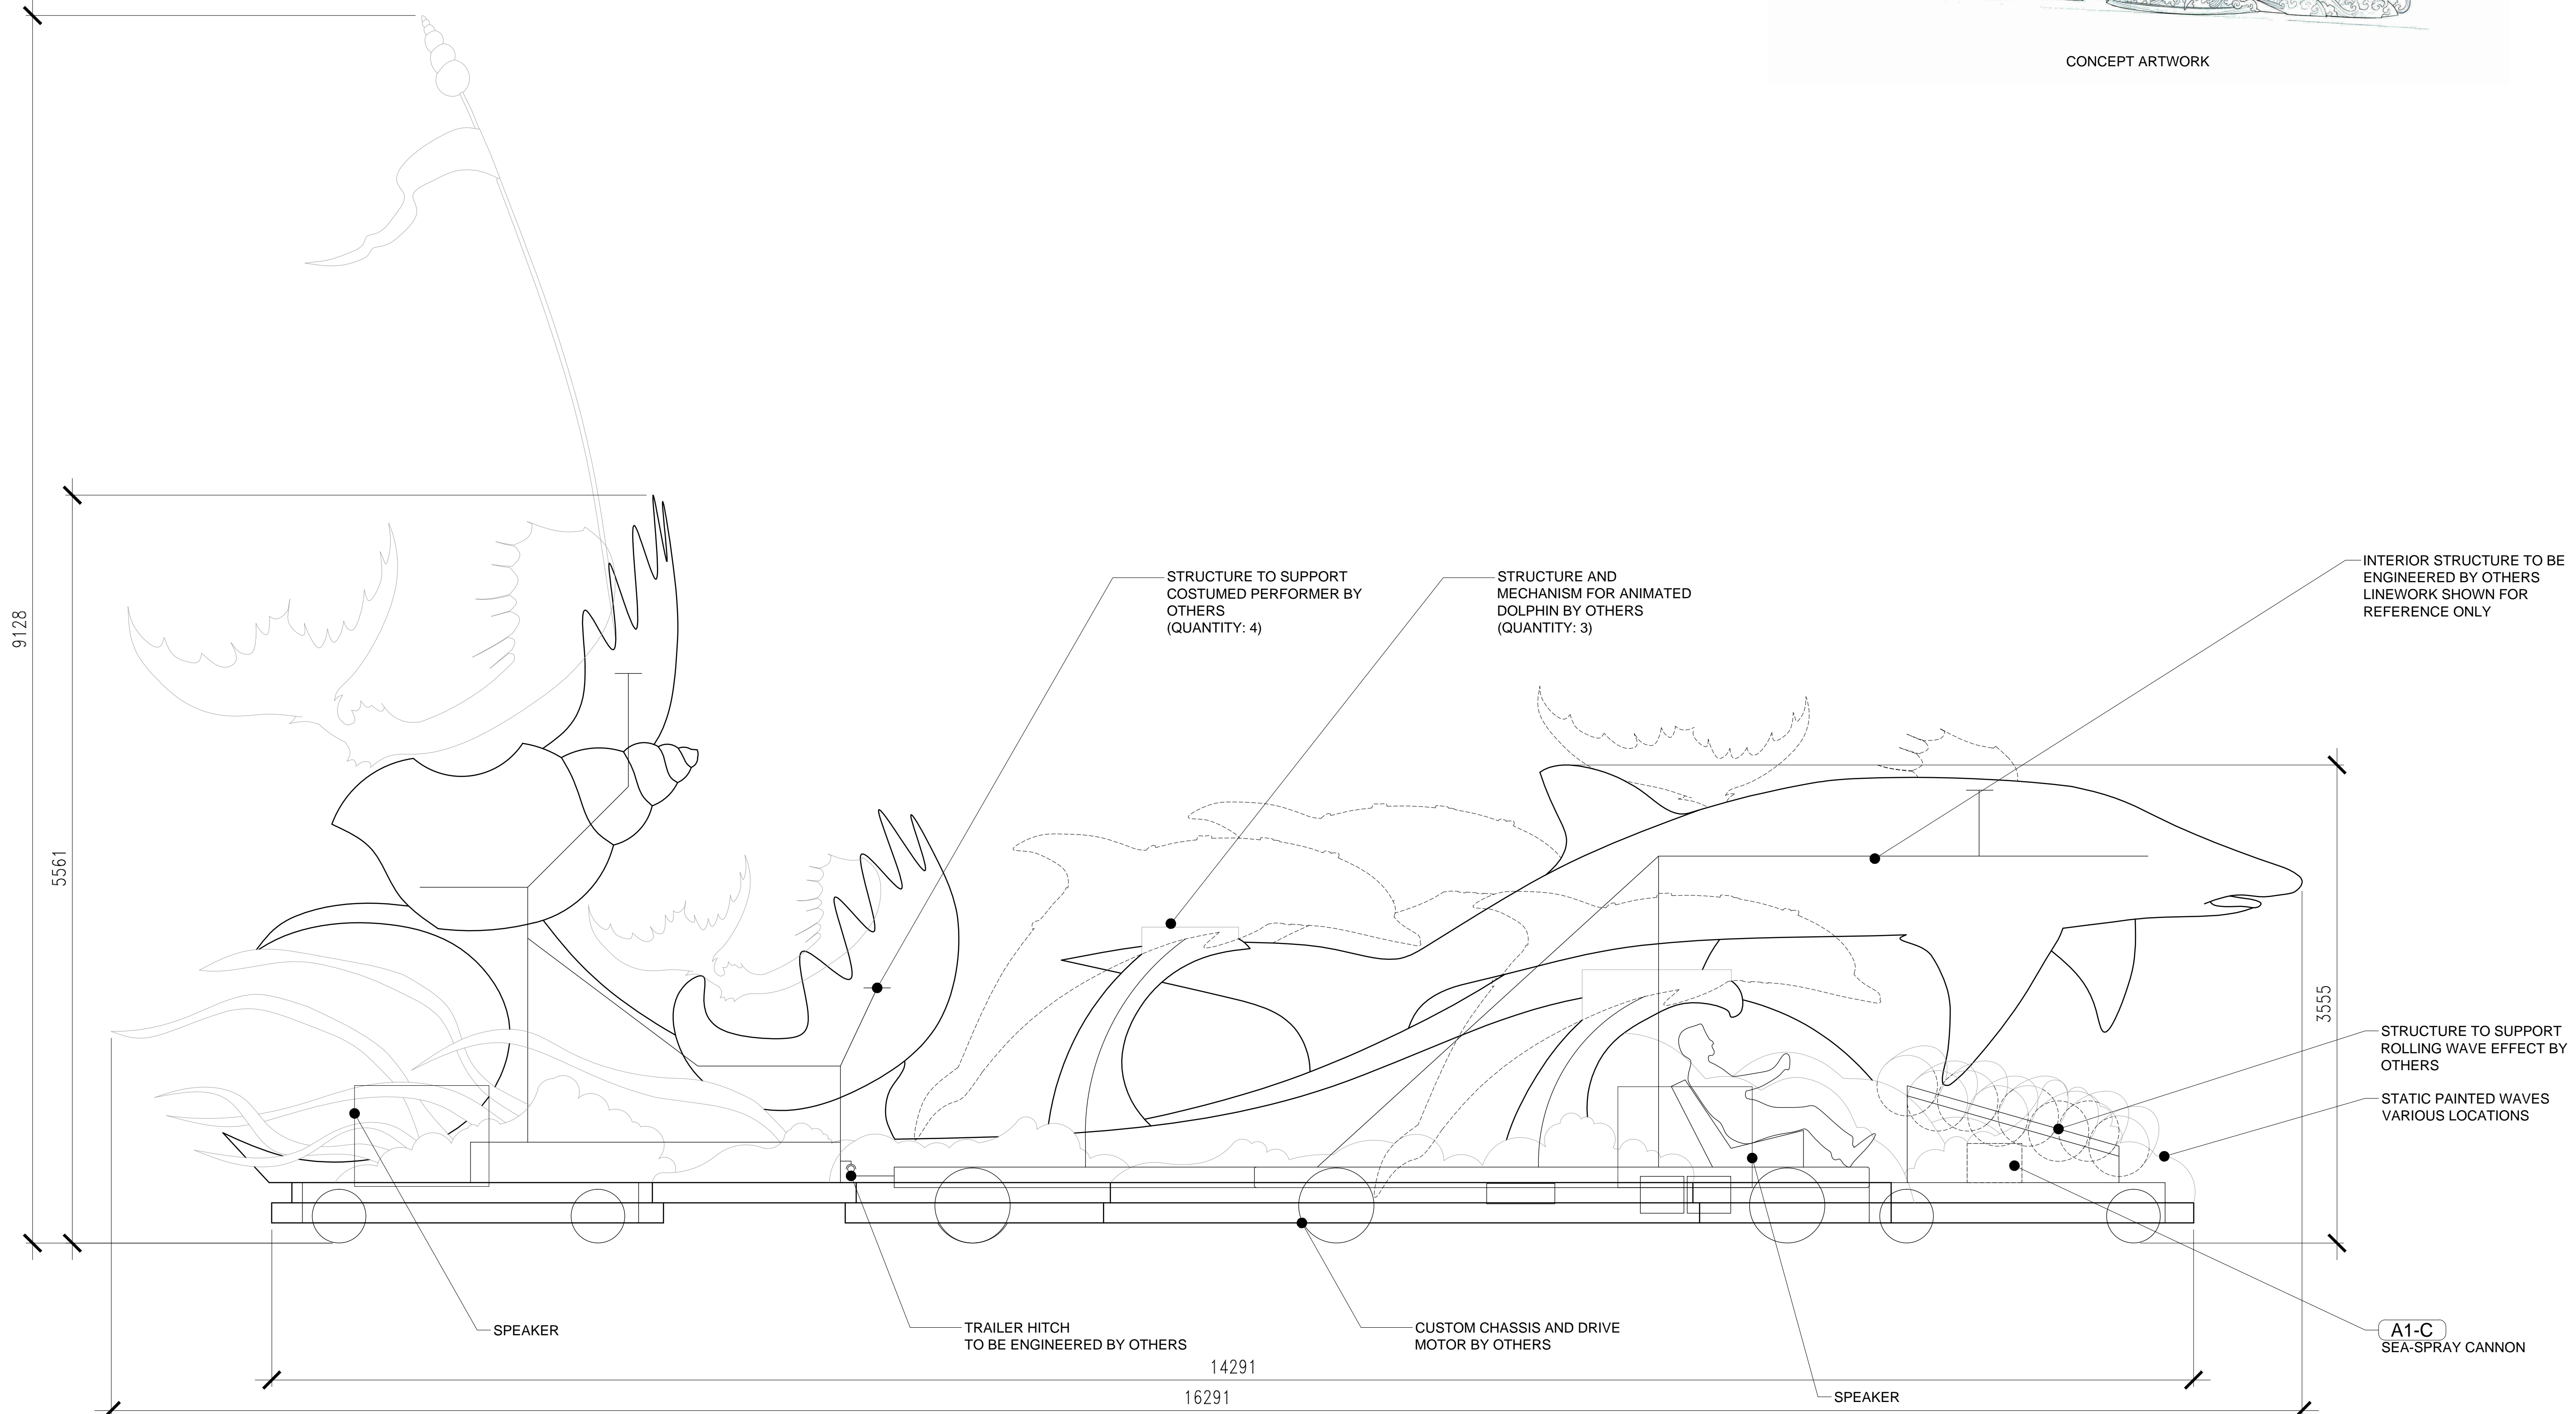 CONCEPT ARTWORK
9128
5561
STRUCTURE TO SUPPORT
COSTUMED PERFORMER BY
OTHERS
(QUANTITY: 4)
STRUCTURE AND
MECHANISM FOR ANIMATED
DOLPHIN BY OTHERS
(QUANTITY: 3)
INTERIOR STRUCTURE TO BE
ENGINEERED BY OTHERS
LINEWORK SHOWN FOR
REFERENCE ONLY
3555
STRUCTURE TO SUPPORT
ROLLING WAVE EFFECT BY
OTHERS
STATIC PAINTED WAVES
VARIOUS LOCATIONS
SPEAKER
TRAILER HITCH
TO BE ENGINEERED BY OTHERS
CUSTOM CHASSIS AND DRIVE
MOTOR BY OTHERS
A1-C
SEA-SPRAY CANNON
14291
16291
SPEAKER